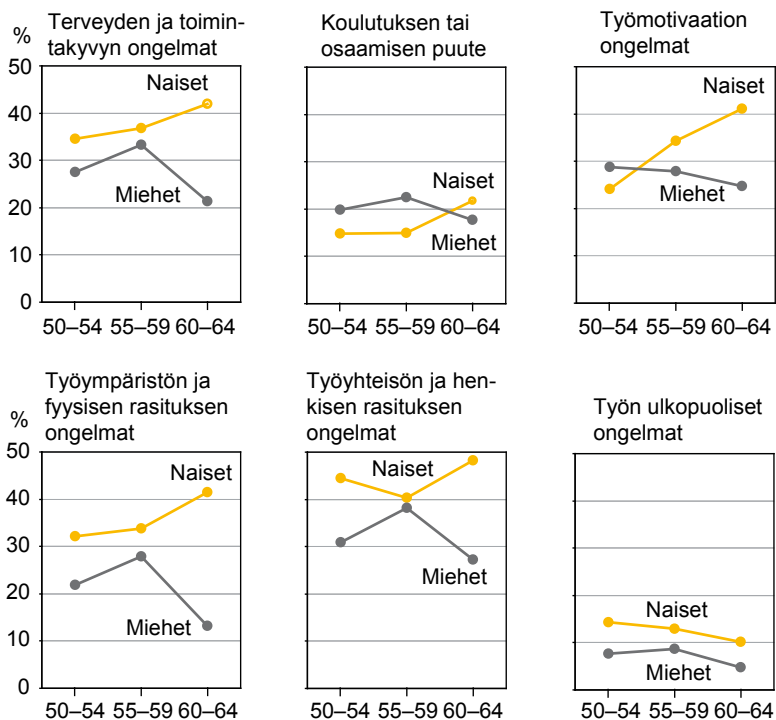 Terveyden ja toimin-
takyvyn ongelmat
%
50
40
30
20
10
0
Naiset
Miehet
50–54 55–59 60–64
Koulutuksen tai
osaamisen puute
Naiset
Miehet
50–54 55–59 60–64
Työmotivaation
ongelmat
Naiset
Miehet
50–54 55–59 60–64
Työympäristön ja
fyysisen rasituksen
ongelmat
%
50
40
30
20
10
0
Naiset
Miehet
50–54 55–59 60–64
Työyhteisön ja hen-
kisen rasituksen
ongelmat
Naiset
Miehet
50–54 55–59 60–64
Työn ulkopuoliset
ongelmat
Naiset
Miehet
50–54 55–59 60–64